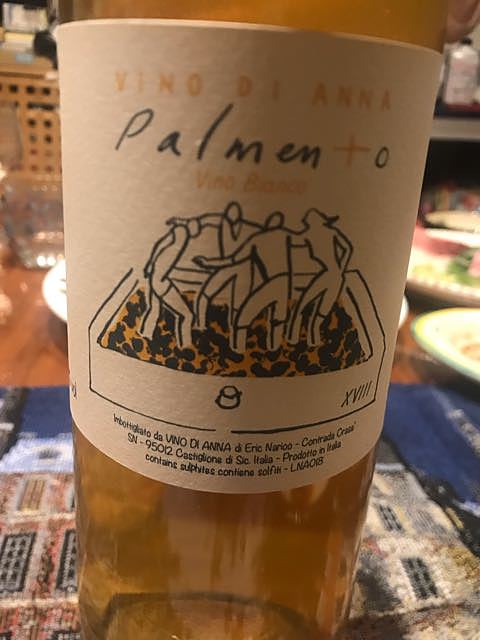 VINO DI ANNA
Palmento
Vino Bianco
XVIII
Imbottigliato da VINO DI ANNA di Eric Narioo - Contrada Crasa'
SN - 95012 Castiglione di Sic. Italia - Prodotto in Italia
contains sulphites contiene solfiti - LNA018